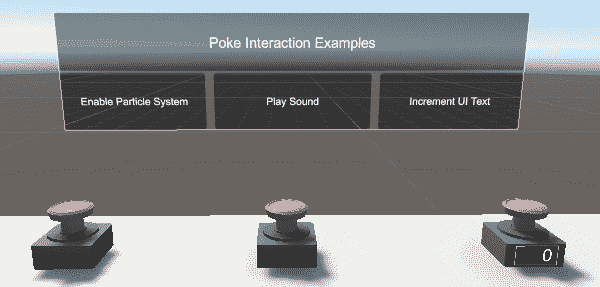 Poke Interaction Examples
Enable Particle System
Play Sound
Increment UI Text
0